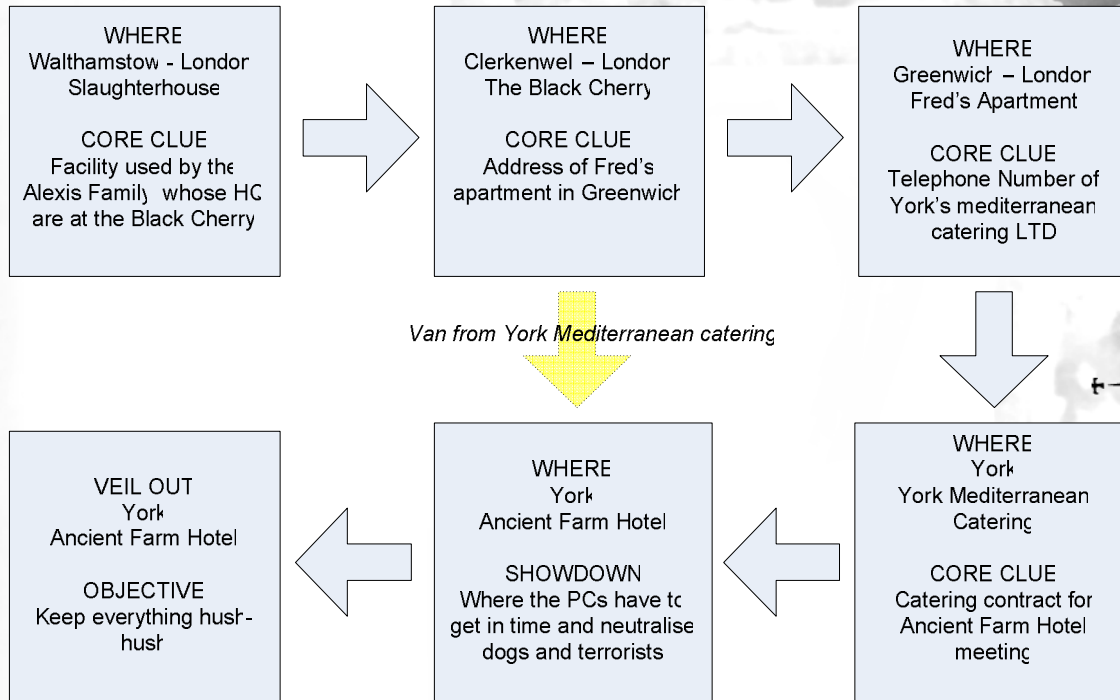 WHERE
Walthamstow - London
Slaughterhouse
CORE CLUE
Facility used by the
Alexis Family whose HQ
are at the Black Cherry
WHERE
Clerkenwel – London
The Black Cherry
CORE CLUE
Address of Fred's
apartment in Greenwich
WHERE
Greenwich – London
Fred's Apartment
CORE CLUE
Telephone Number of
York's mediterranean
catering LTD
Van from York Mediterranean catering
VEIL OUT
York
Ancient Farm Hotel
OBJECTIVE
Keep everything hush-
hush
WHERE
York
Ancient Farm Hotel
SHOWDOWN
Where the PCs have to
get in time and neutralise
dogs and terrorists
WHERE
York
York Mediterranean
Catering
CORE CLUE
Catering contract for
Ancient Farm Hotel
meeting